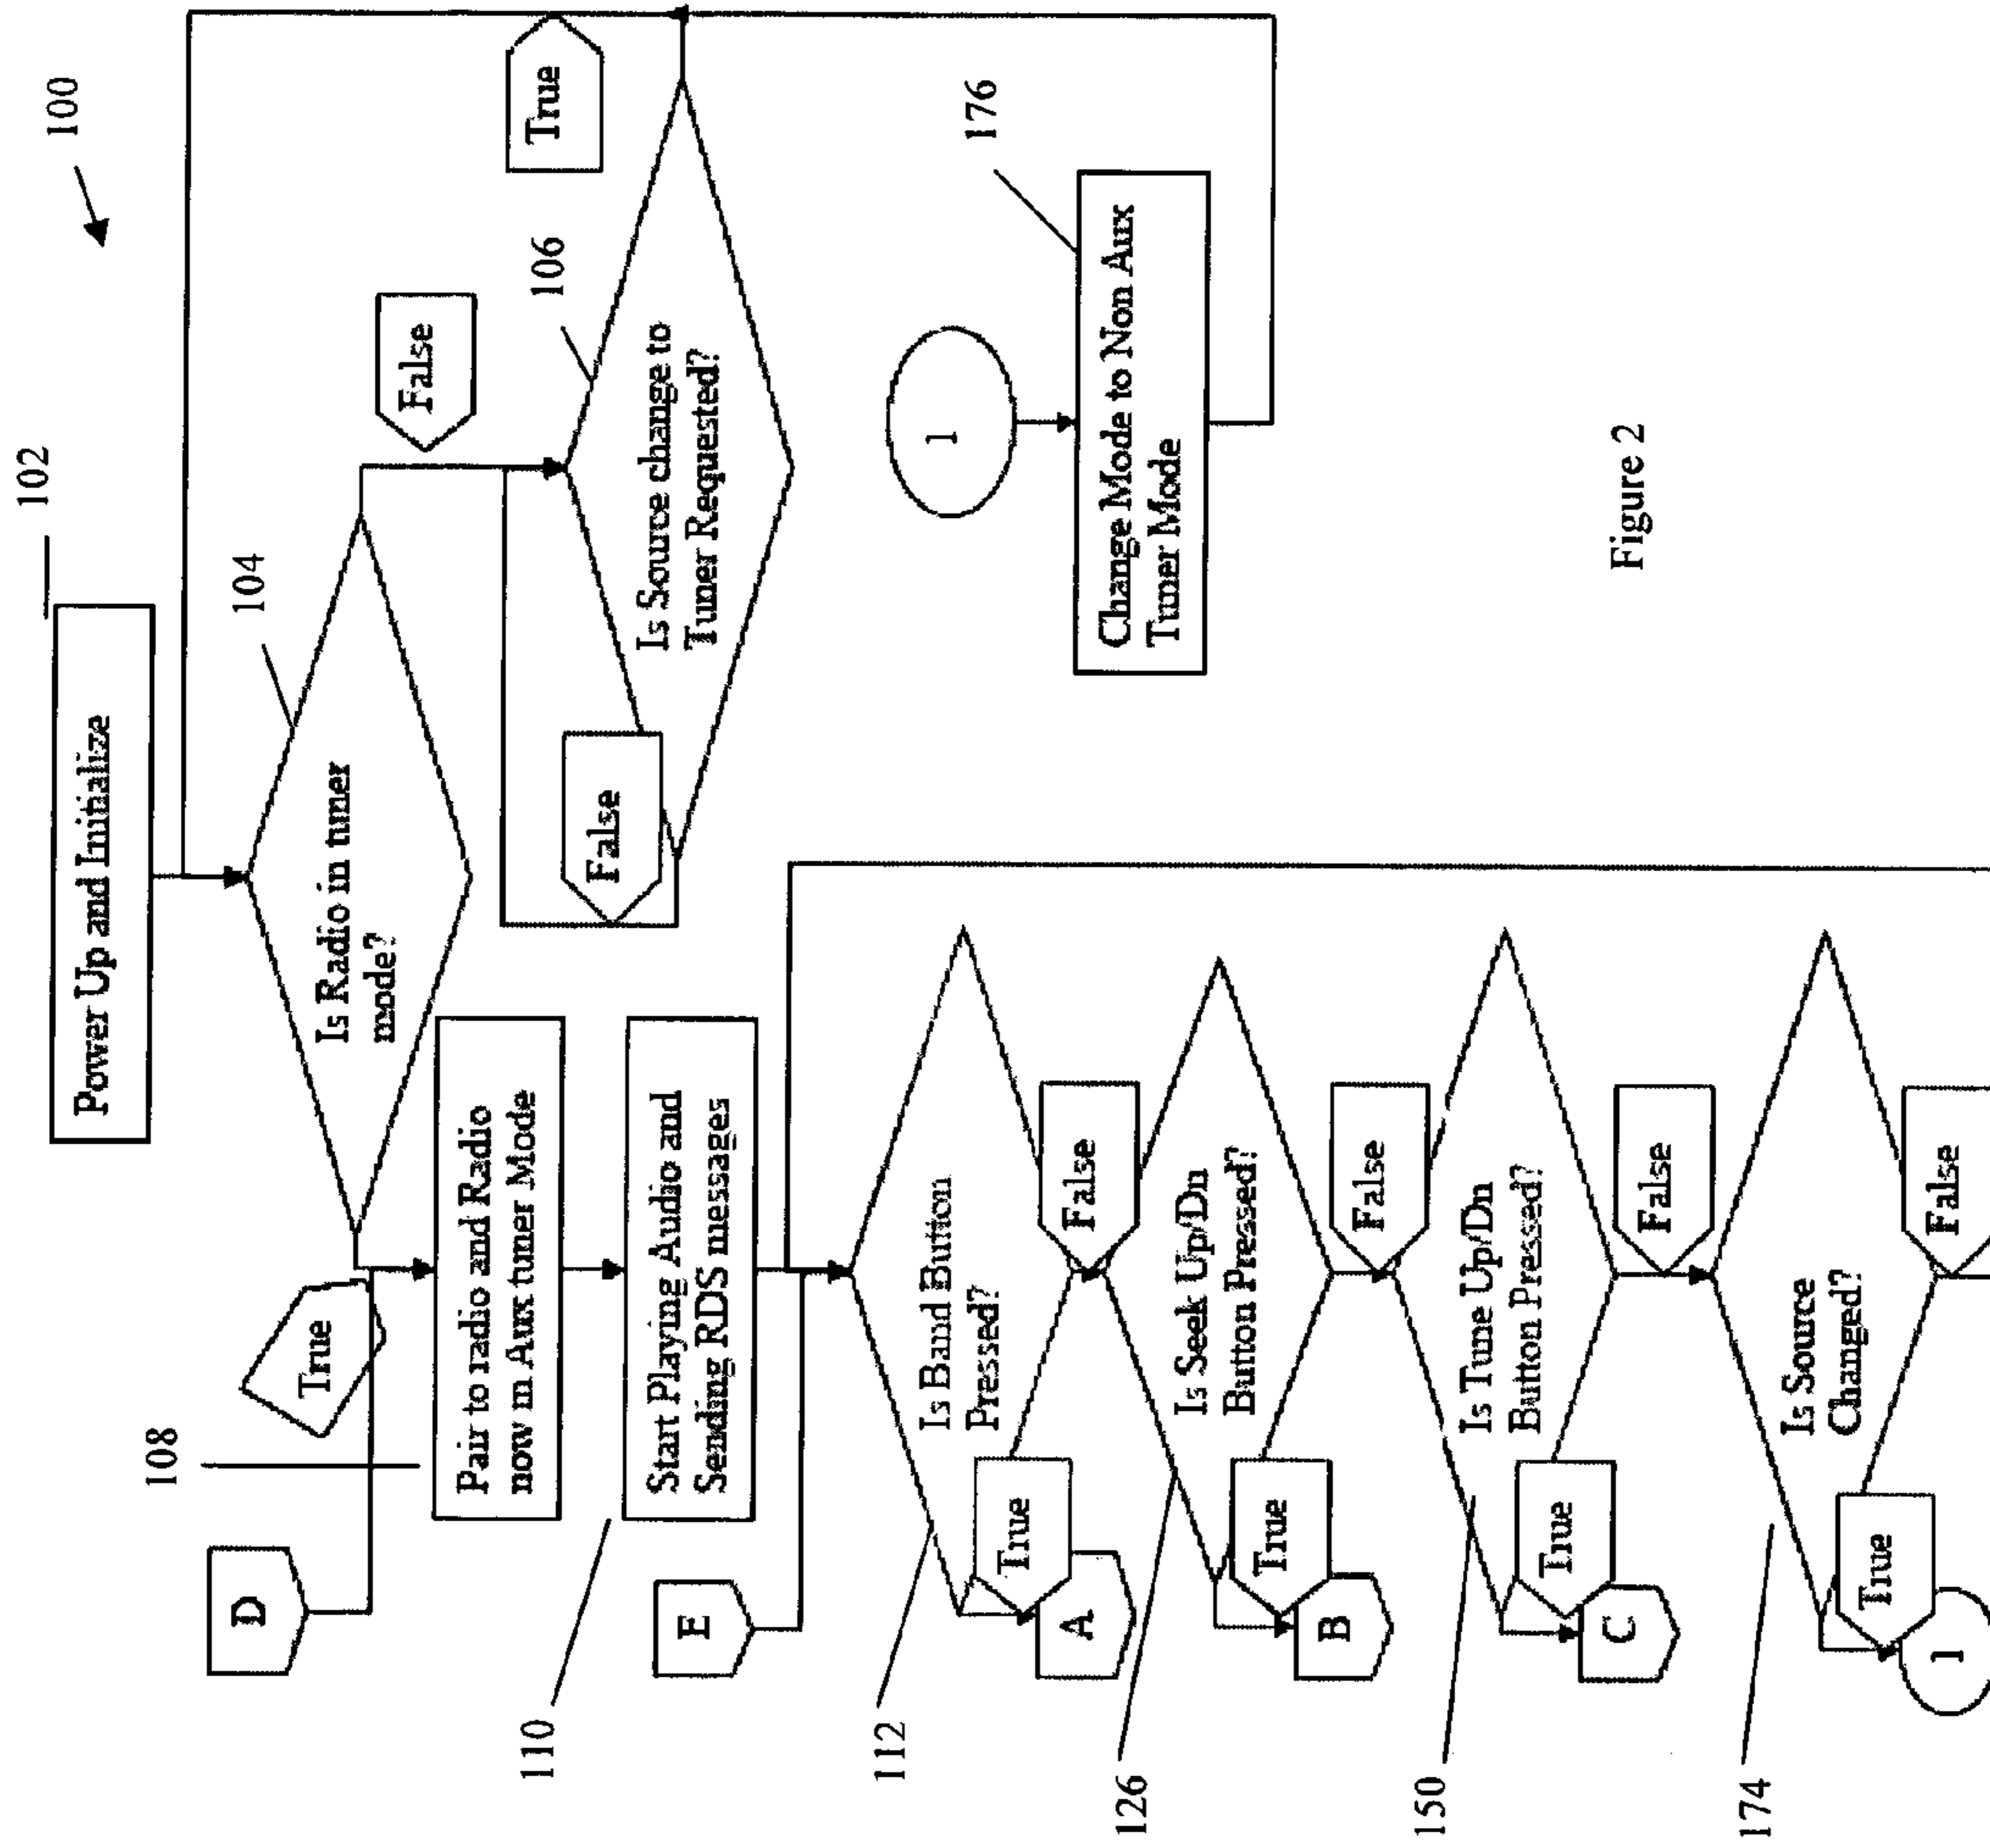 100
102
Power Up and Initialize
104
Is Radio in tuner
mode?
False
True
106
Is Source change to
Tuner Requested?
False
True
D
108
Pair to radio and Radio
now in Aux tuner Mode
110
Start Playing Audio and
Sending RDS messages
E
112
Is Band Button
Pressed?
True
A
False
126
Is Seek Up/Dn
Button Pressed?
True
B
False
150
Is Tune Up/Dn
Button Pressed?
True
C
False
174
Is Source
Changed?
True
1
False
1
176
Change Mode to Non Aux
Tuner Mode
Figure 2